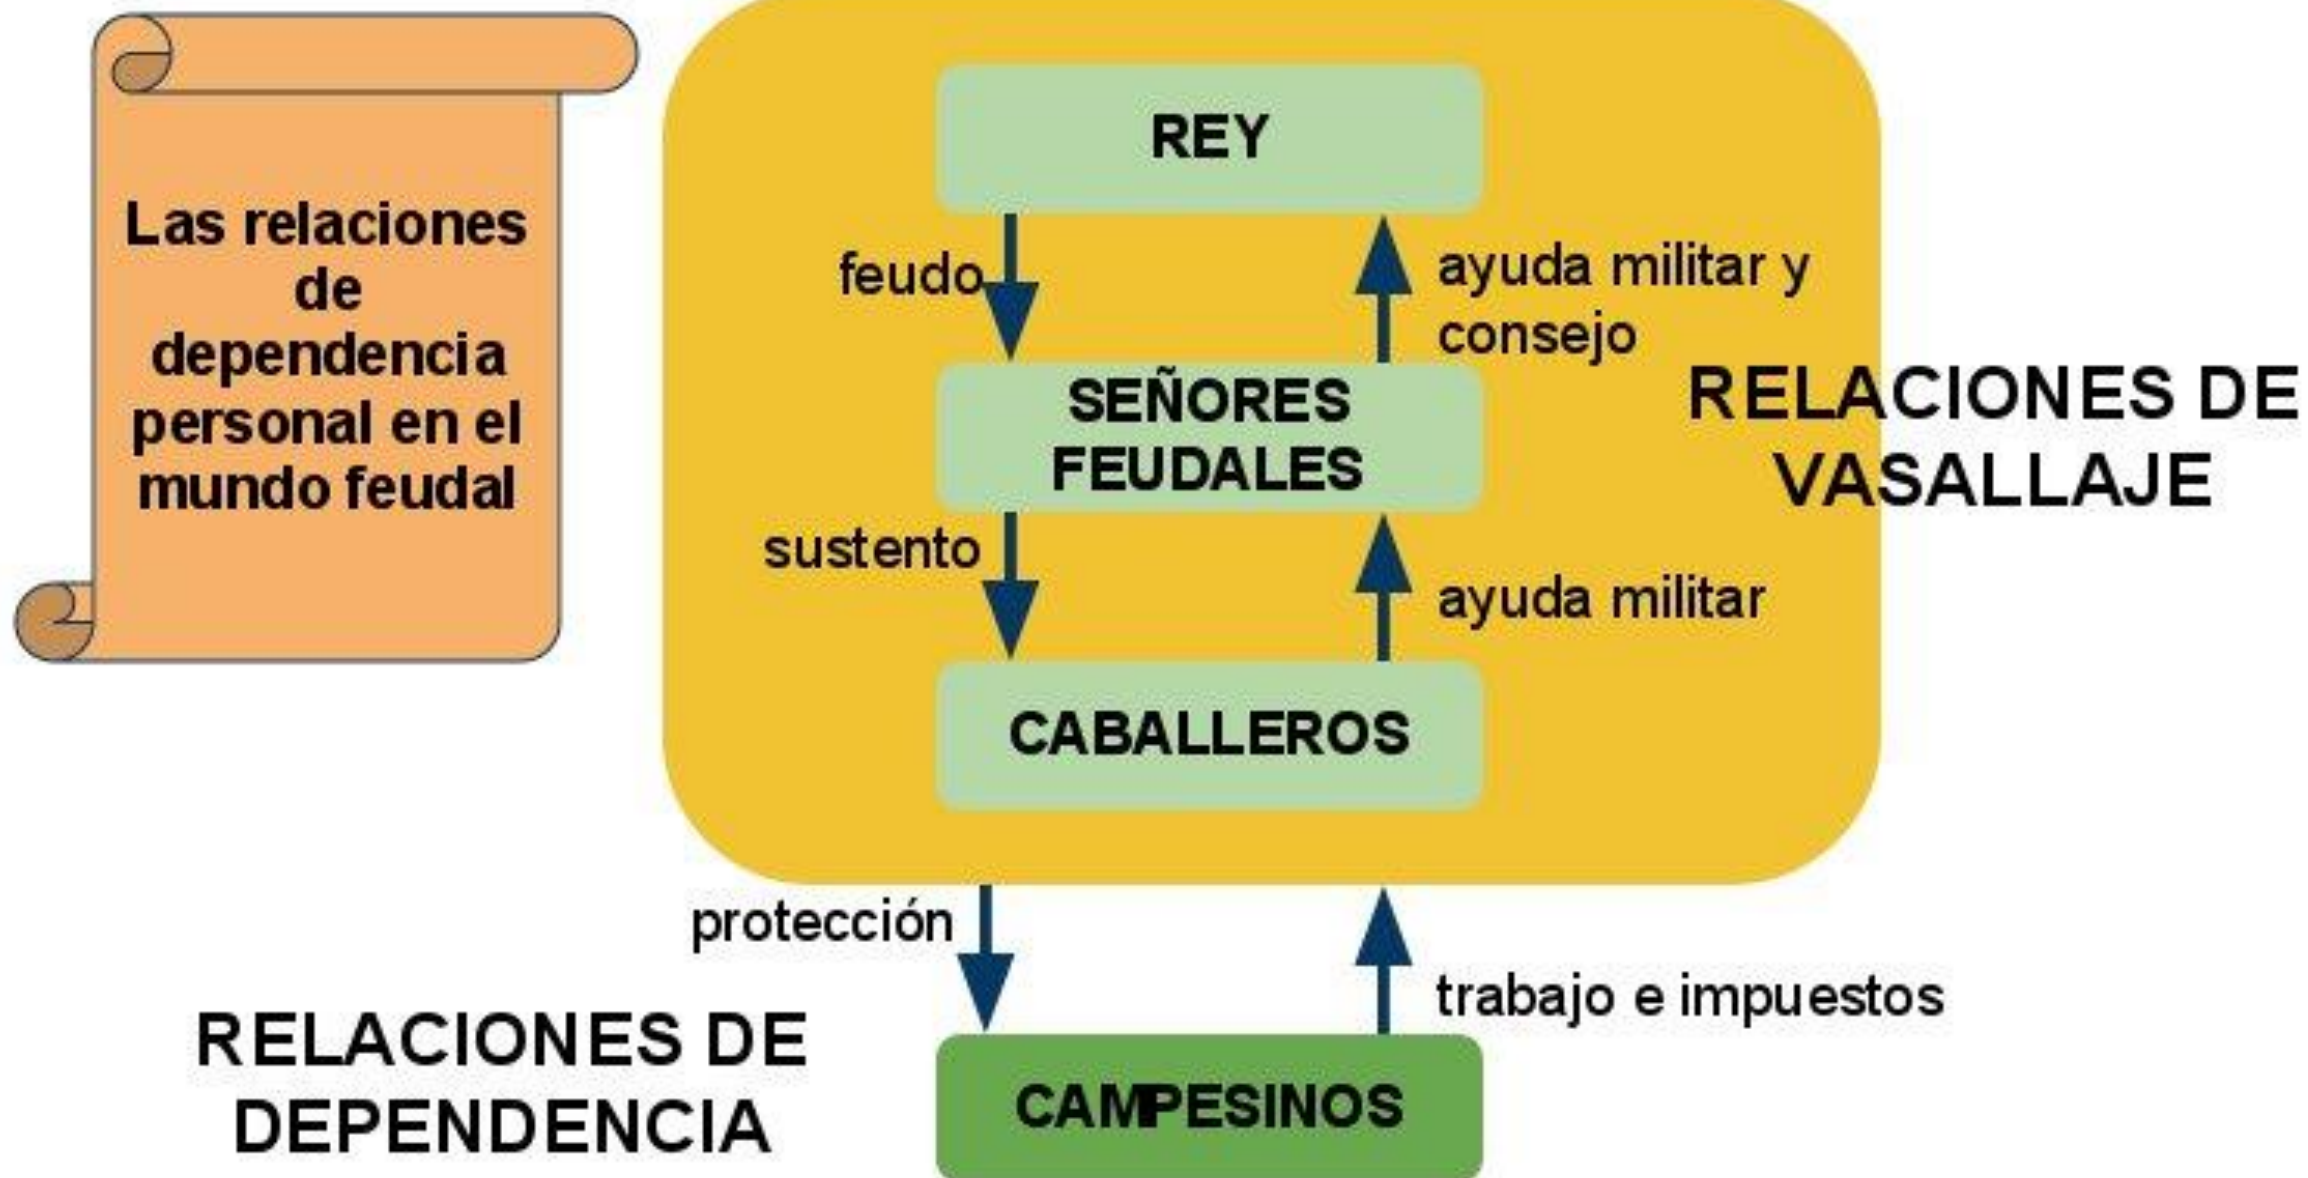 Las relaciones
de
dependencia
personal en el
mundo feudal
REY
feudo
ayuda militar y
consejo
SEÑORES
FEUDALES
RELACIONES DE
VASALLAJE
sustento
ayuda militar
CABALLEROS
protección
trabajo e impuestos
RELACIONES DE
DEPENDENCIA
CAMPESINOS